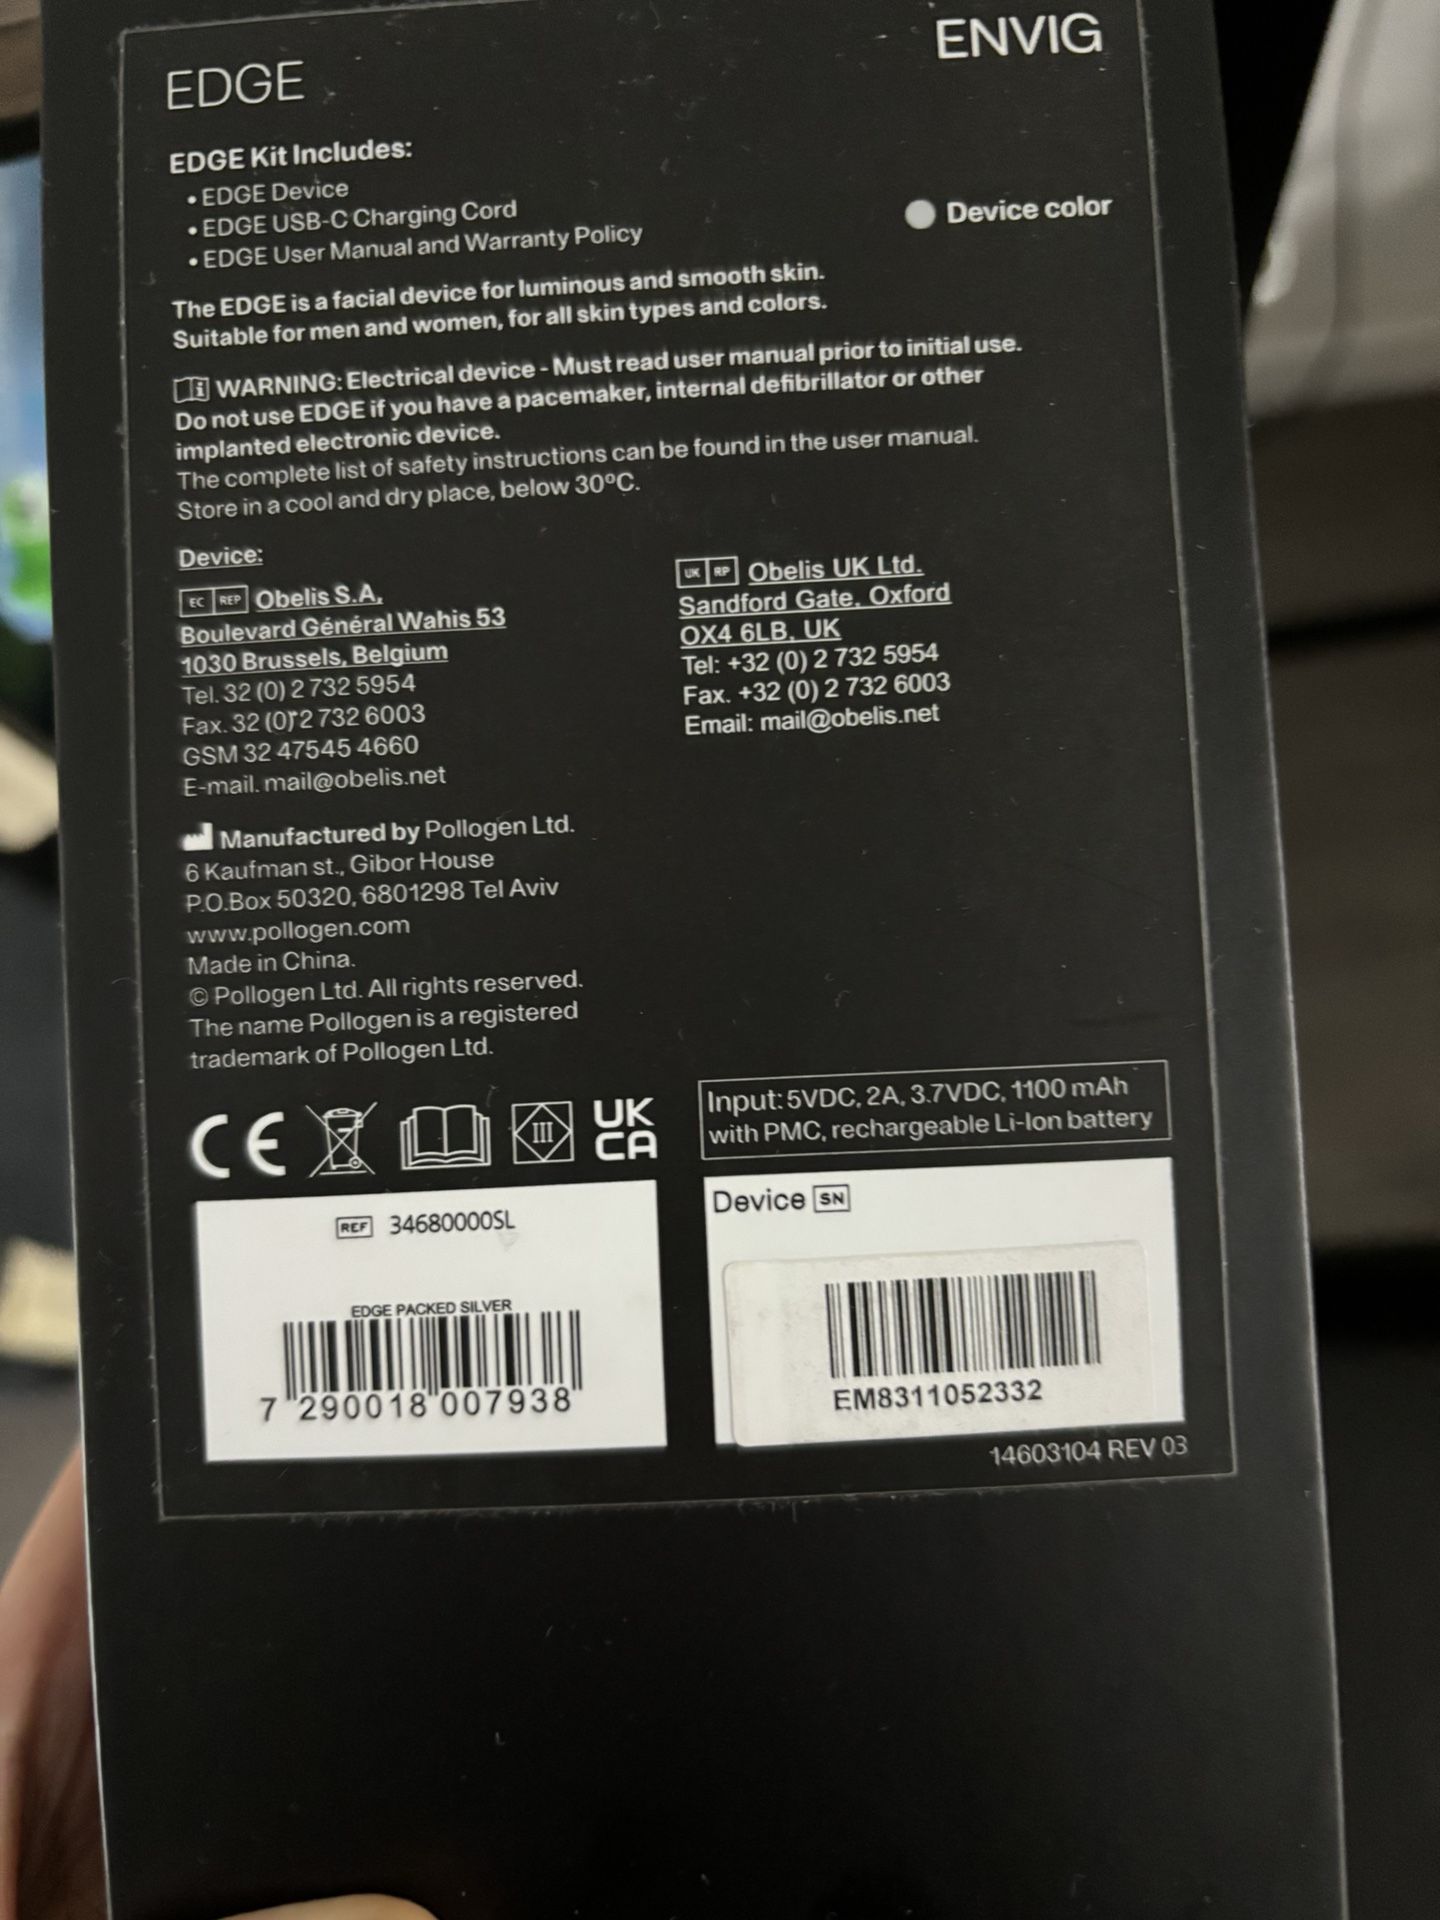 EDGE
ENVIG
EDGE Kit Includes:
• EDGE Device
• EDGE USB-C Charging Cord
• EDGE User Manual and Warranty Policy
Device color
The EDGE is a facial device for luminous and smooth skin.
Suitable for men and women, for all skin types and colors.
WARNING: Electrical device - Must read user manual prior to initial use.
Do not use EDGE if you have a pacemaker, internal defibrillator or other
implanted electronic device.
The complete list of safety instructions can be found in the user manual.
Store in a cool and dry place, below 30°C.
Device:
EC REP Obelis S.A,
Boulevard Général Wahis 53
1030 Brussels, Belgium
Tel. 32 (0) 2 732 5954
Fax. 32 (0) 2 732 6003
GSM 32 47545 4660
E-mail. mail@obelis.net
UK RP Obelis UK Ltd.
Sandford Gate, Oxford
OX4 6LB, UK
Tel: +32 (0) 2 732 5954
Fax. +32 (0) 2 732 6003
Email: mail@obelis.net
Manufactured by Pollogen Ltd.
6 Kaufman st., Gibor House
P.O.Box 50320, 6801298 Tel Aviv
www.pollogen.com
Made in China.
© Pollogen Ltd. All rights reserved.
The name Pollogen is a registered
trademark of Pollogen Ltd.
CE
III
UK
CA
Input: 5VDC, 2A, 3.7VDC, 1100 mAh
with PMC, rechargeable Li-Ion battery
REF 34680000SL
EDGE PACKED SILVER
7 290018 007938
Device SN
EM8311052332
14603104 REV 03